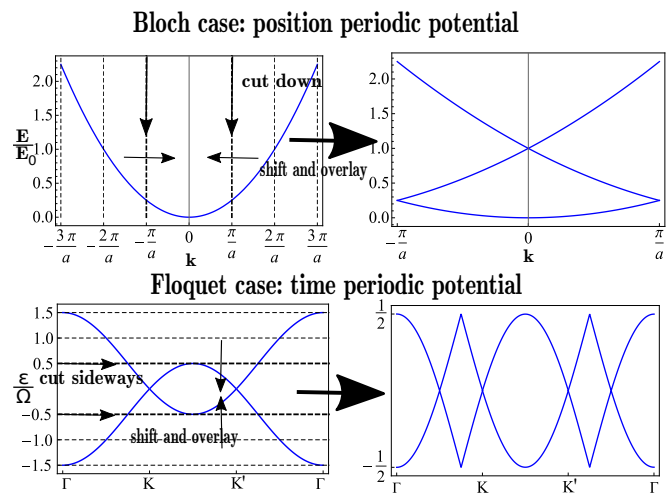 Bloch case: position periodic potential
2.0
1.5
1.0
0.5
0.0
E/E₀
cut down
shift and overlay
-3π/a
-2π/a
-π/a
0
π/a
2π/a
3π/a
k
2.0
1.5
1.0
0.5
0.0
-π/a
0
π/a
k
Floquet case: time periodic potential
1.5
1.0
0.5
-0.5
-1.0
-1.5
ε/Ω
cut sideways
shift and overlay
Γ
K
K'
Γ
1/2
-1/2
Γ
K
K'
Γ